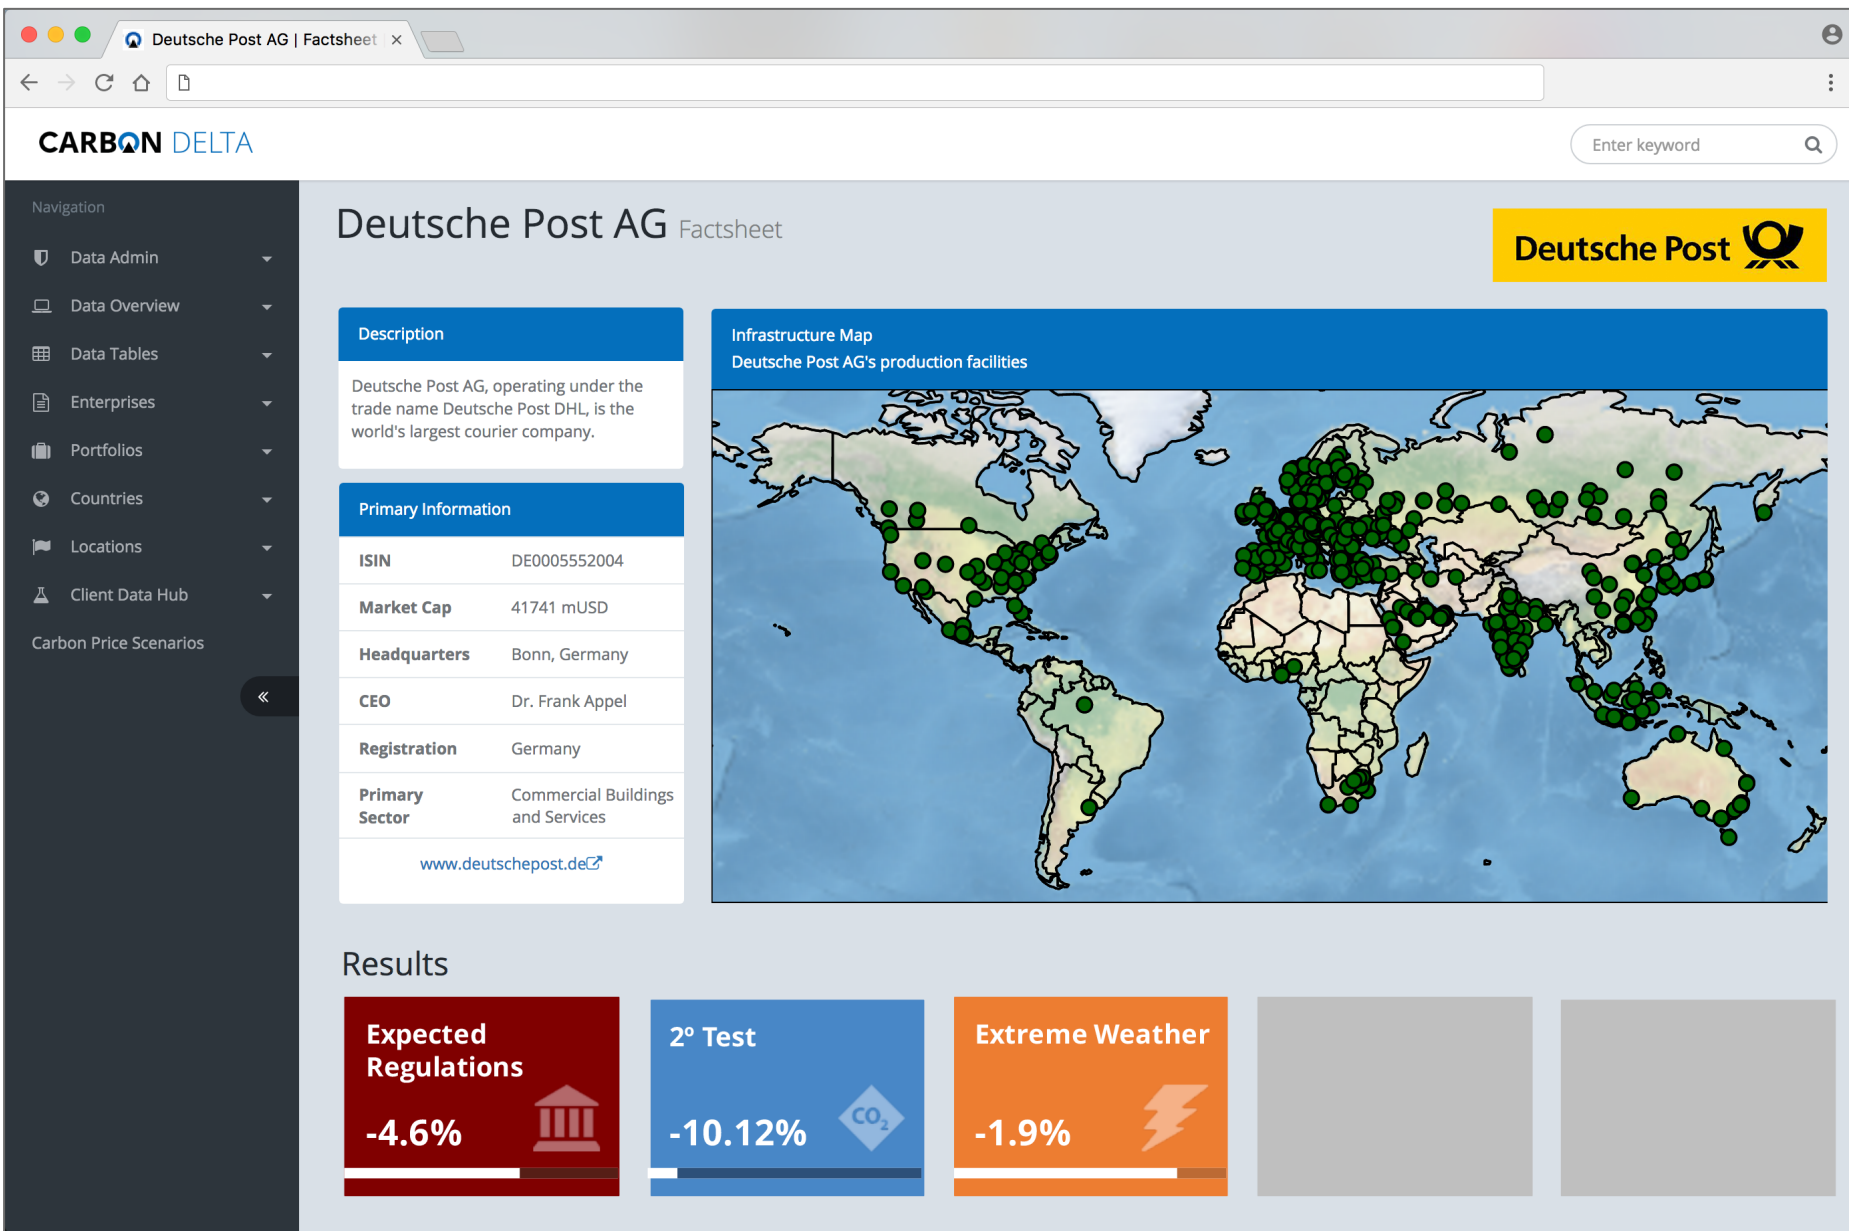 Deutsche Post AG | Factsheet
CARBON DELTA
Enter keyword
Navigation
Data Admin
Data Overview
Data Tables
Enterprises
Portfolios
Countries
Locations
Client Data Hub
Carbon Price Scenarios
Deutsche Post AG Factsheet
Deutsche Post
Description
Deutsche Post AG, operating under the
trade name Deutsche Post DHL, is the
world's largest courier company.
Primary Information
ISIN DE0005552004
Market Cap 41741 mUSD
Headquarters Bonn, Germany
CEO Dr. Frank Appel
Registration Germany
Primary Sector Commercial Buildings
and Services
www.deutschepost.de
Infrastructure Map
Deutsche Post AG's production facilities
Results
Expected
Regulations
-4.6%
2º Test
-10.12%
CO₂
Extreme Weather
-1.9%